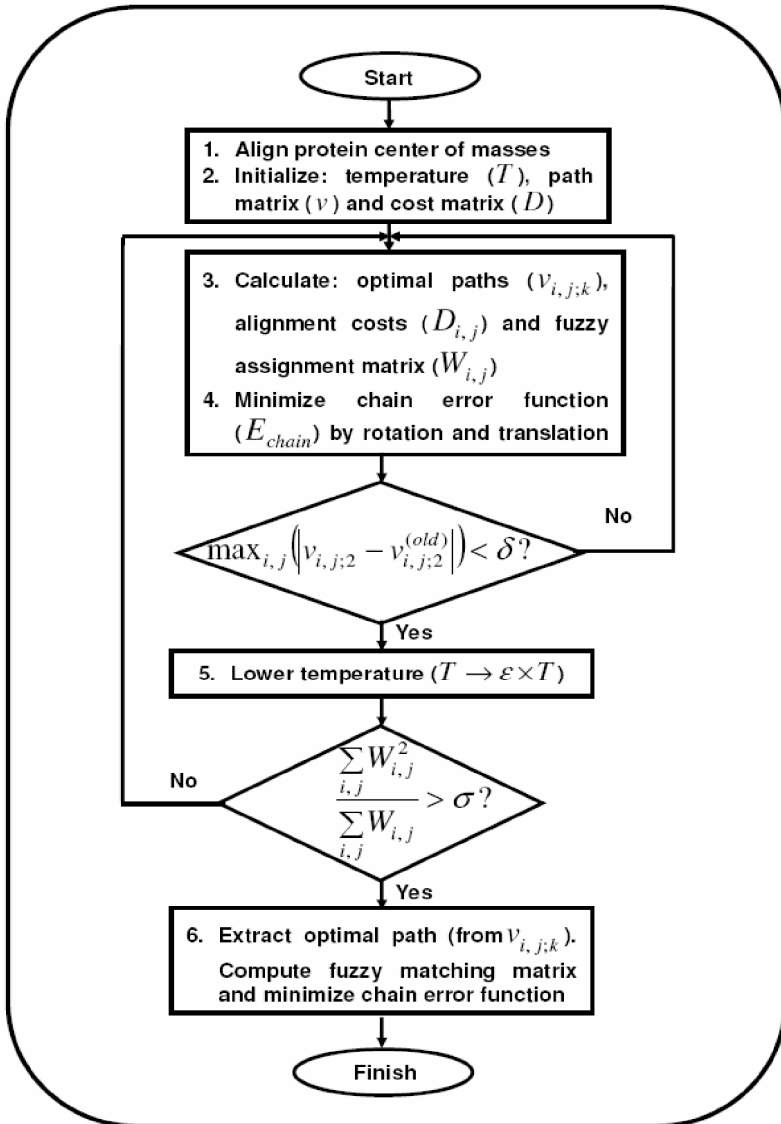 Start
1. Align protein center of masses
2. Initialize: temperature (T), path
matrix (v) and cost matrix (D)
3. Calculate: optimal paths (v_{i,j;k}),
alignment costs (D_{i,j}) and fuzzy
assignment matrix (W_{i,j})
4. Minimize chain error function
(E_{chain}) by rotation and translation
No
max_{i,j}(|v_{i,j;2} − v_{i,j;2}^{(old)}|) < δ?
Yes
5. Lower temperature (T → ε×T)
No
∑_{i,j} W_{i,j}^2 / ∑_{i,j} W_{i,j} > σ?
Yes
6. Extract optimal path (from v_{i,j;k}).
Compute fuzzy matching matrix
and minimize chain error function
Finish